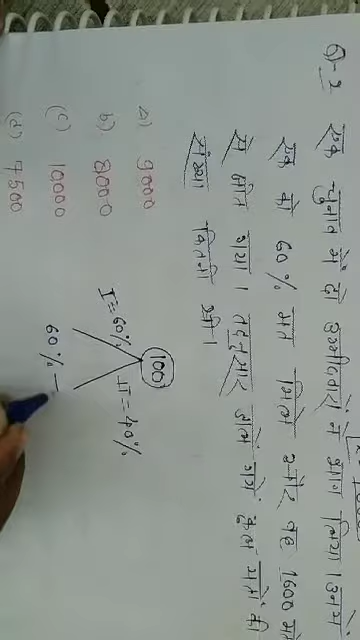 Q-2 एक चुनाव में दो उम्मीदवारों ने भाग लिया। उनमें
एक को 60% मत मिले और वह 1600 मतों
से जीत गया। तदनुसार डाले गये कुल मतों की
संख्या कितनी थी।
a) 9000
b) 8000
(c) 10000
(d) 7500
100
I=60% II=40%
60% -